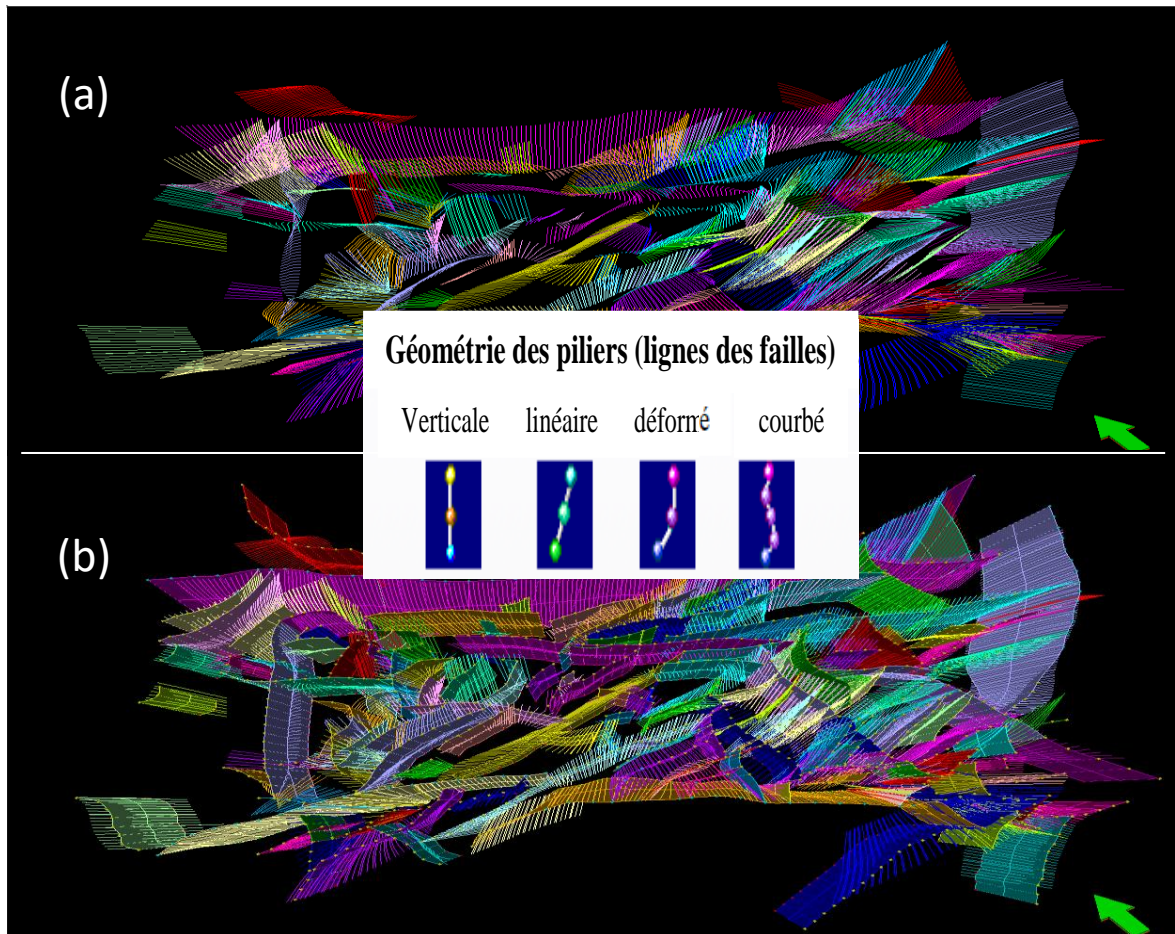 (a)
Géométrie des piliers (lignes des failles)
Verticale linéaire déformé courbé
(b)